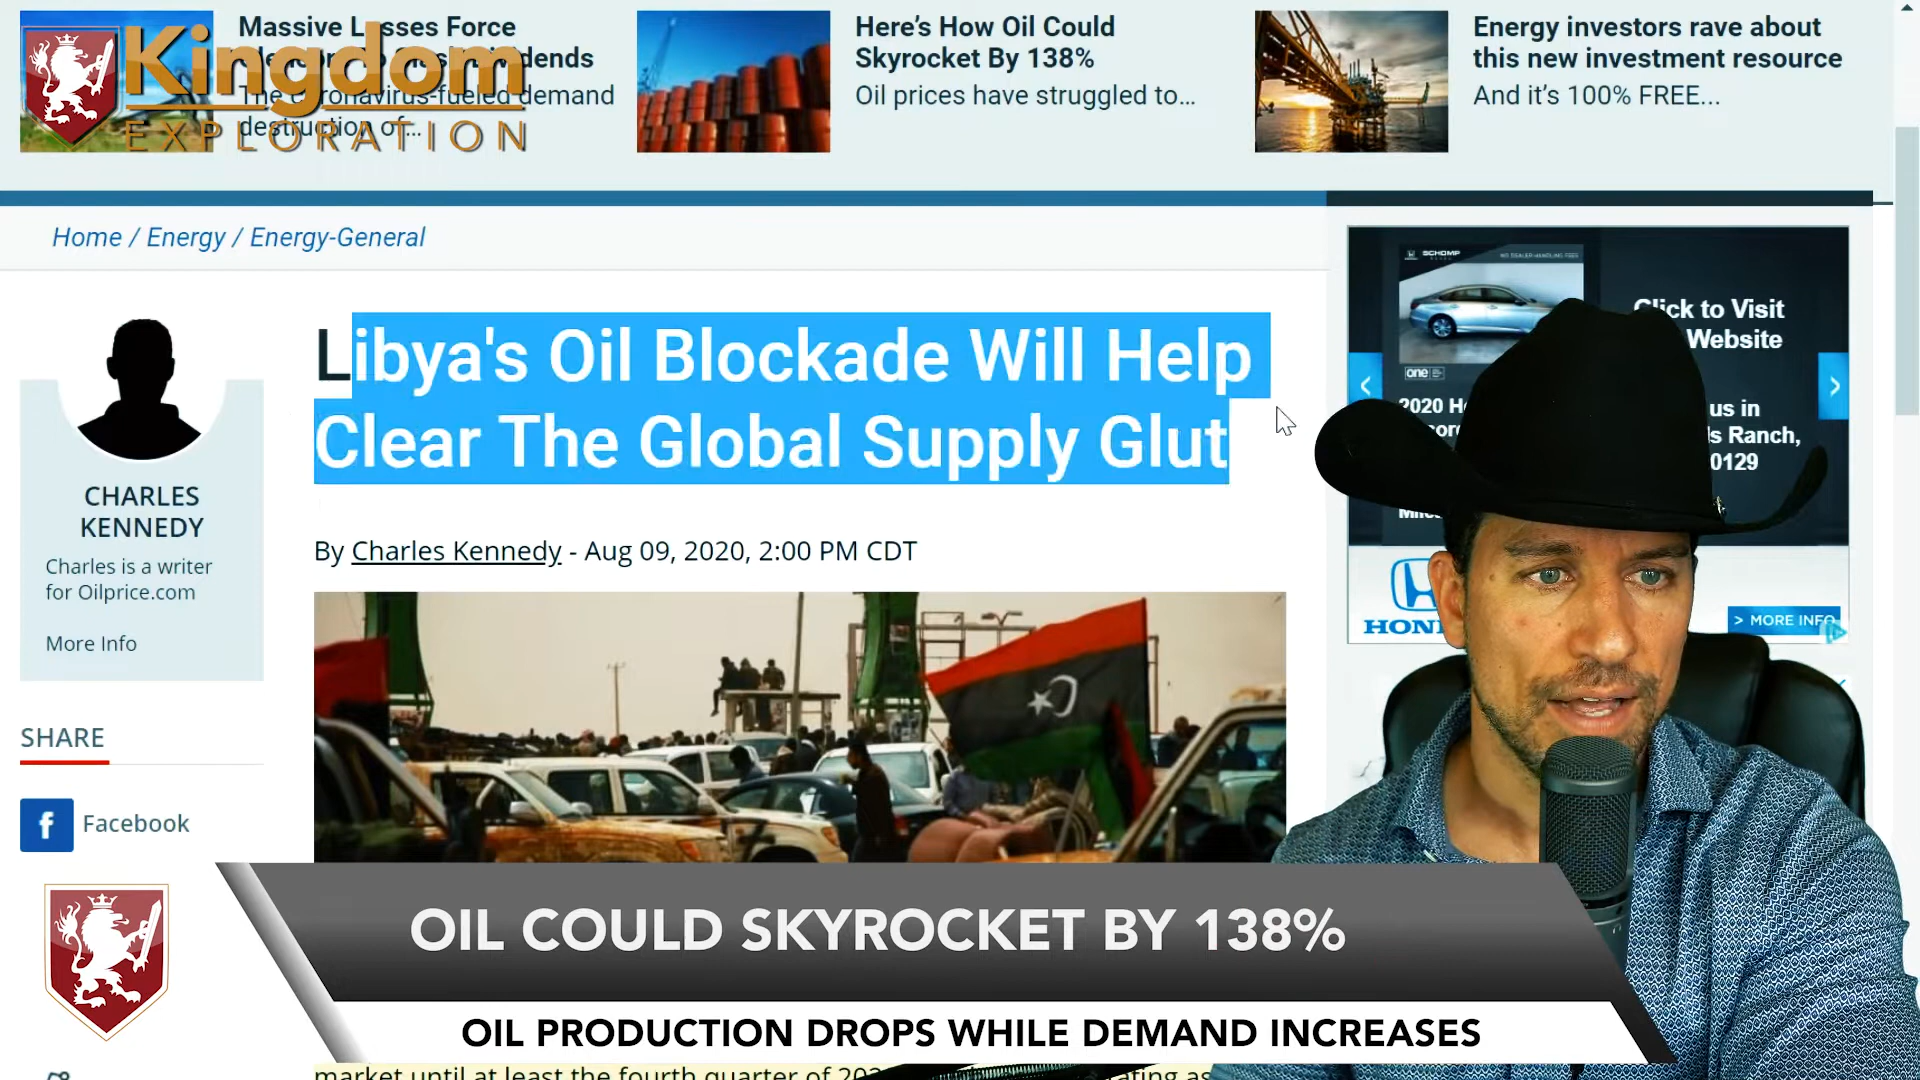 Massive Losses Force
dends
The Coronavirus-fueled demand
destruction of...
Kingdom
EXPLORATION
Here's How Oil Could
Skyrocket By 138%
Oil prices have struggled to...
Energy investors rave about
this new investment resource
And it's 100% FREE...
Home / Energy / Energy-General
Libya's Oil Blockade Will Help
Clear The Global Supply Glut
By Charles Kennedy - Aug 09, 2020, 2:00 PM CDT
CHARLES
KENNEDY
Charles is a writer
for Oilprice.com
More Info
SHARE
Facebook
SCHOMP
one
Click to Visit
Website
2020 H
us in
s Ranch,
0129
HON
> MORE INFO
OIL COULD SKYROCKET BY 138%
OIL PRODUCTION DROPS WHILE DEMAND INCREASES
market until at least the fourth quarter of 202